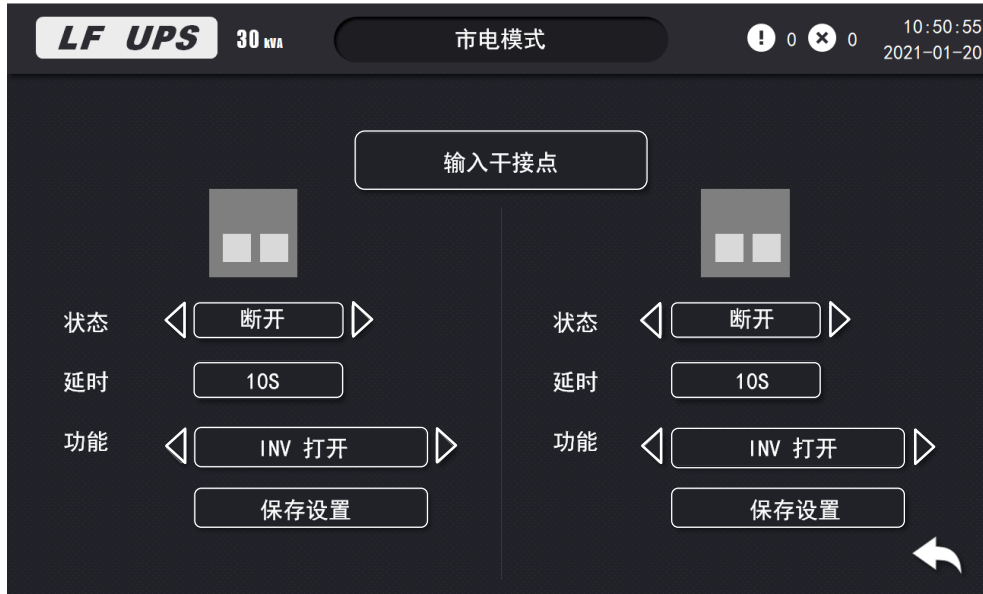 LF UPS 30 kVA 市电模式 ! 0 × 0 10:50:55
2021-01-20
输入干接点
状态 断开 状态 断开
延时 10S 延时 10S
功能 INV 打开 功能 INV 打开
保存设置 保存设置